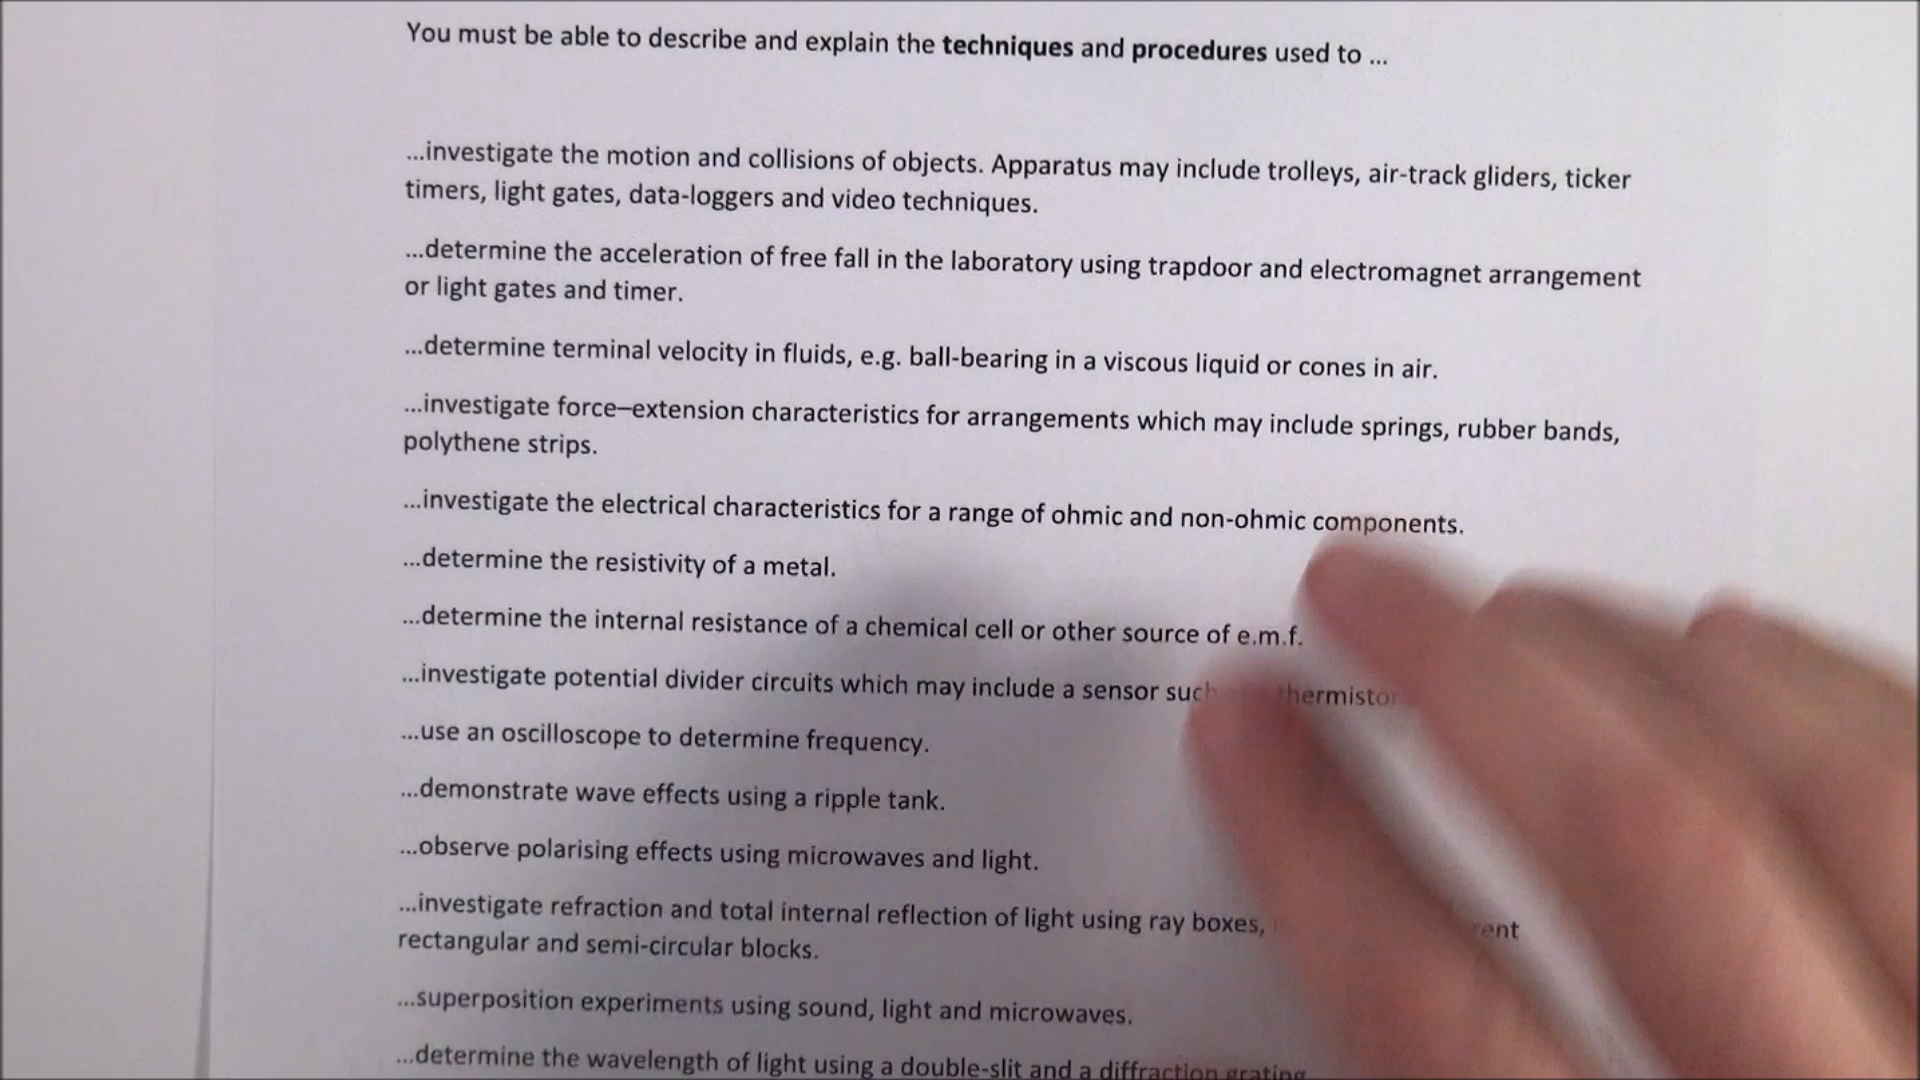 You must be able to describe and explain the techniques and procedures used to ...
...investigate the motion and collisions of objects. Apparatus may include trolleys, air-track gliders, ticker
timers, light gates, data-loggers and video techniques.
...determine the acceleration of free fall in the laboratory using trapdoor and electromagnet arrangement
or light gates and timer.
...determine terminal velocity in fluids, e.g. ball-bearing in a viscous liquid or cones in air.
...investigate force–extension characteristics for arrangements which may include springs, rubber bands,
polythene strips.
...investigate the electrical characteristics for a range of ohmic and non-ohmic components.
...determine the resistivity of a metal.
...determine the internal resistance of a chemical cell or other source of e.m.f.
...investigate potential divider circuits which may include a sensor such thermistor
...use an oscilloscope to determine frequency.
...demonstrate wave effects using a ripple tank.
...observe polarising effects using microwaves and light.
...investigate refraction and total internal reflection of light using ray boxes,
rectangular and semi-circular blocks.
...superposition experiments using sound, light and microwaves.
...determine the wavelength of light using a double-slit and a diffraction grating